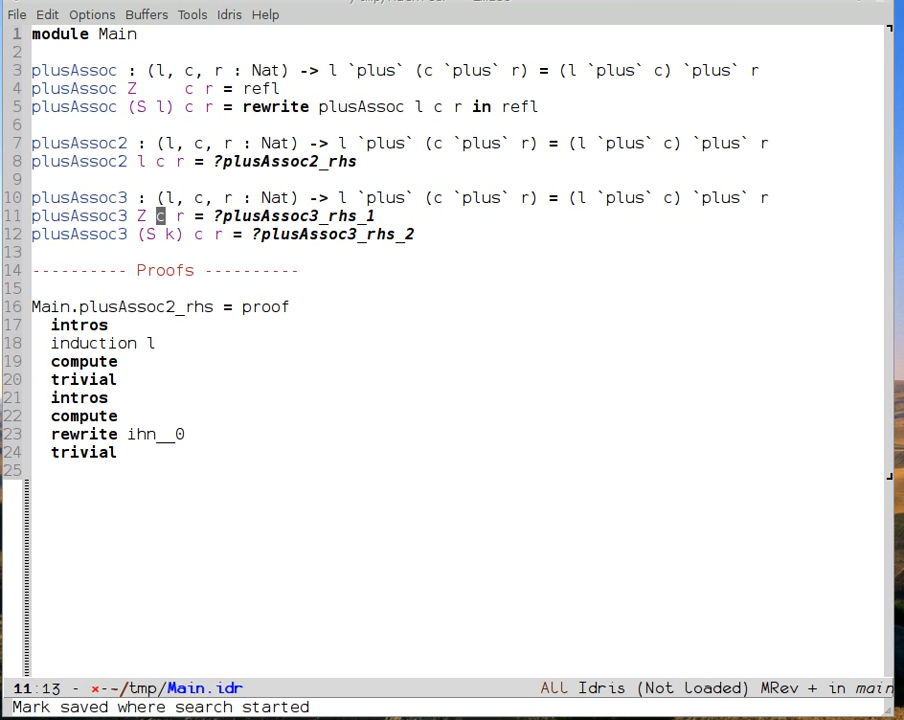 File Edit Options Buffers Tools Idris Help
1 module Main
2
3 plusAssoc : (l, c, r : Nat) -> l `plus` (c `plus` r) = (l `plus` c) `plus` r
4 plusAssoc Z     c r = refl
5 plusAssoc (S l) c r = rewrite plusAssoc l c r in refl
6
7 plusAssoc2 : (l, c, r : Nat) -> l `plus` (c `plus` r) = (l `plus` c) `plus` r
8 plusAssoc2 l c r = ?plusAssoc2_rhs
9
10 plusAssoc3 : (l, c, r : Nat) -> l `plus` (c `plus` r) = (l `plus` c) `plus` r
11 plusAssoc3 Z c r = ?plusAssoc3_rhs_1
12 plusAssoc3 (S k) c r = ?plusAssoc3_rhs_2
13
14 ---------- Proofs ----------
15
16 Main.plusAssoc2_rhs = proof
17   intros
18   induction l
19   compute
20   trivial
21   intros
22   compute
23   rewrite ihn__0
24   trivial
25
11:13 - ×--/tmp/Main.idr ALL Idris (Not loaded) MRev + in main
Mark saved where search started